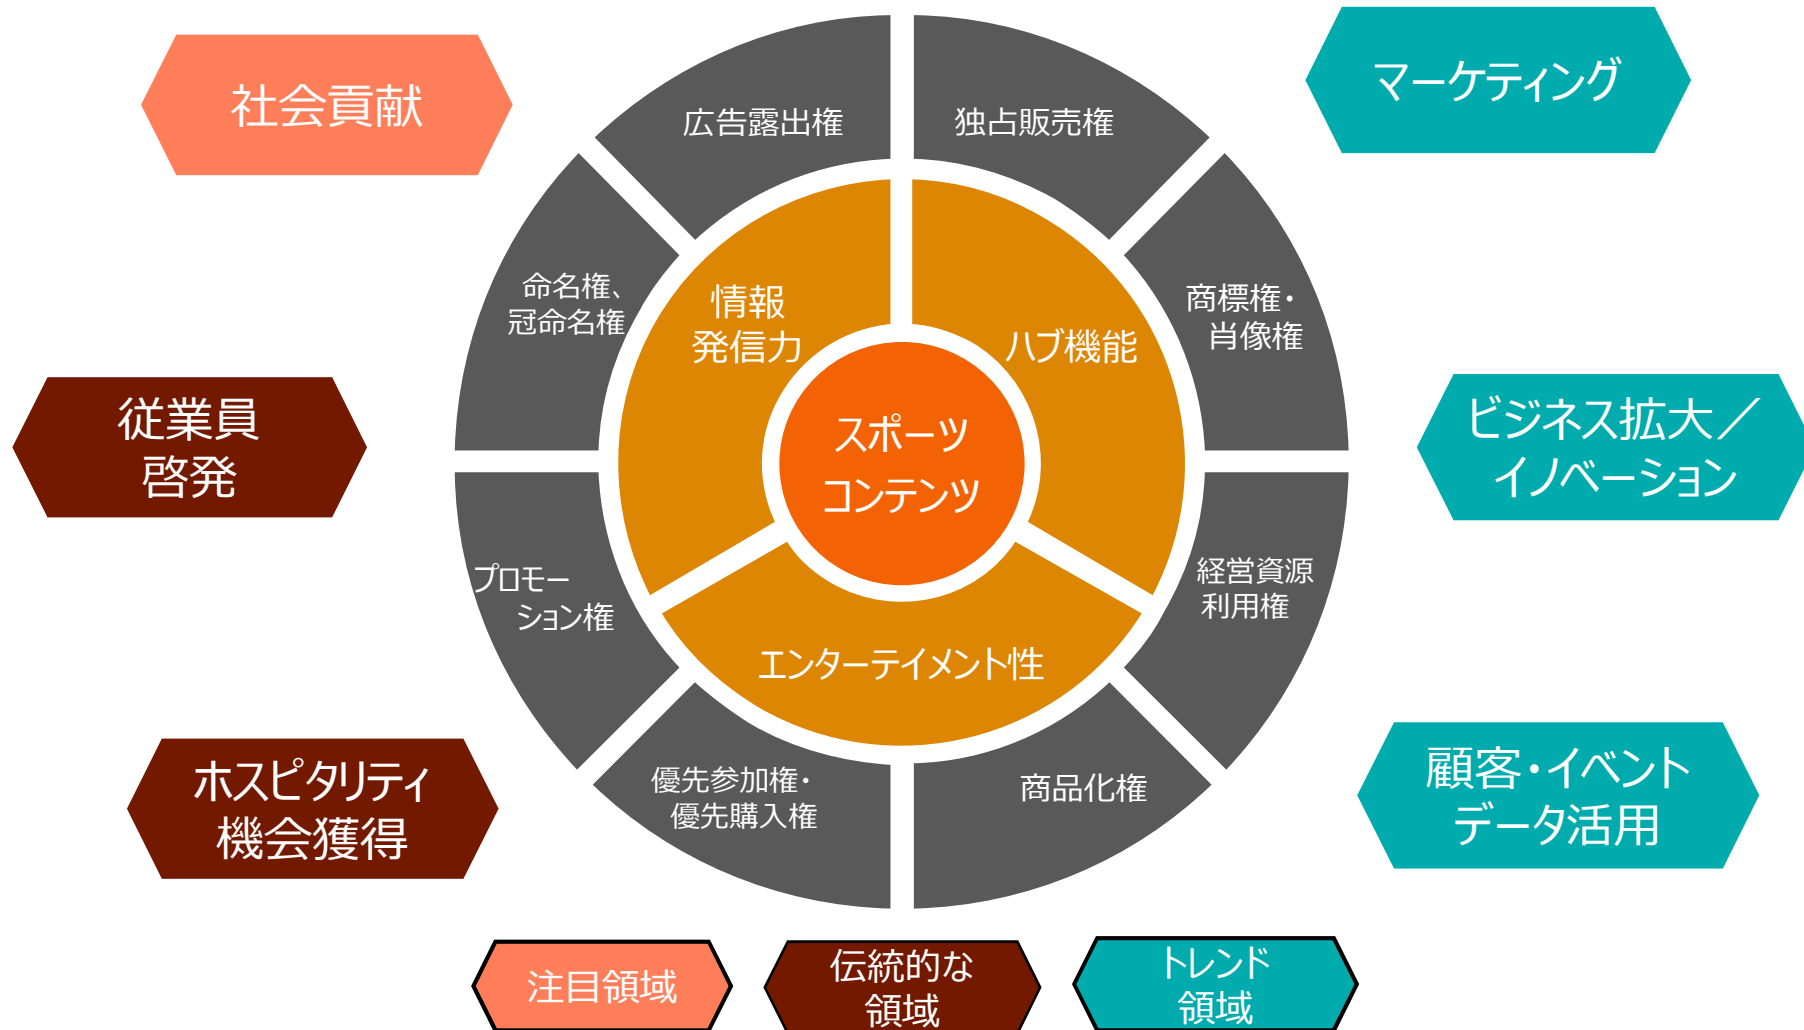 社会貢献
マーケティング
広告露出権
独占販売権
命名権、
冠命名権
商標権・
肖像権
情報
発信力
ハブ機能
スポーツ
コンテンツ
従業員
啓発
ビジネス拡大／
イノベーション
プロモー
ション権
経営資源
利用権
エンターテイメント性
優先参加権・
優先購入権
商品化権
ホスピタリティ
機会獲得
顧客・イベント
データ活用
注目領域
伝統的な
領域
トレンド
領域